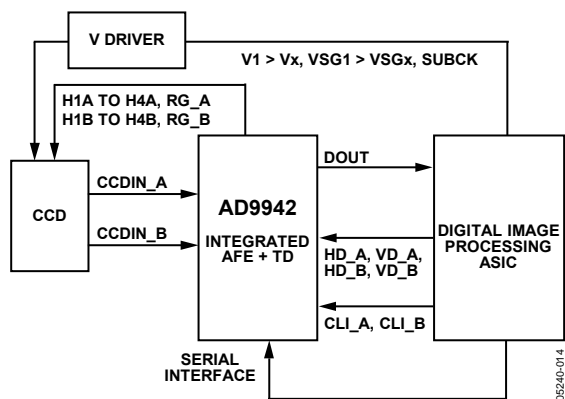 V DRIVER
V1 > Vx, VSG1 > VSGx, SUBCK
H1A TO H4A, RG_A
H1B TO H4B, RG_B
CCD
CCDIN_A
CCDIN_B
AD9942
INTEGRATED
AFE + TD
DOUT
HD_A, VD_A,
HD_B, VD_B
CLI_A, CLI_B
DIGITAL IMAGE
PROCESSING
ASIC
SERIAL
INTERFACE
05240-014